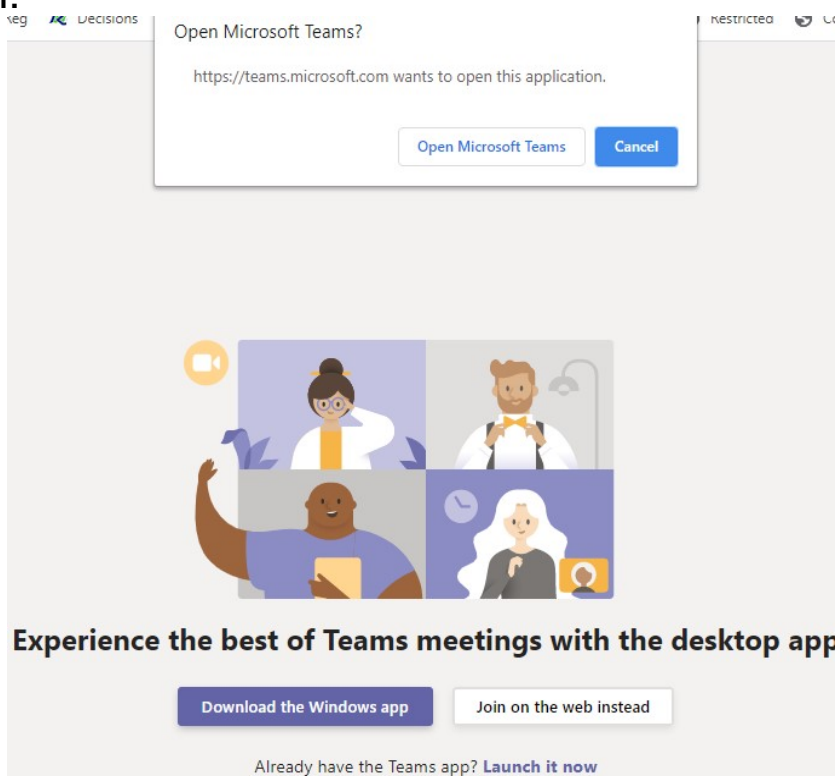 Decisions
Restricted
Open Microsoft Teams?
https://teams.microsoft.com wants to open this application.
Open Microsoft Teams Cancel
Experience the best of Teams meetings with the desktop app
Download the Windows app Join on the web instead
Already have the Teams app? Launch it now